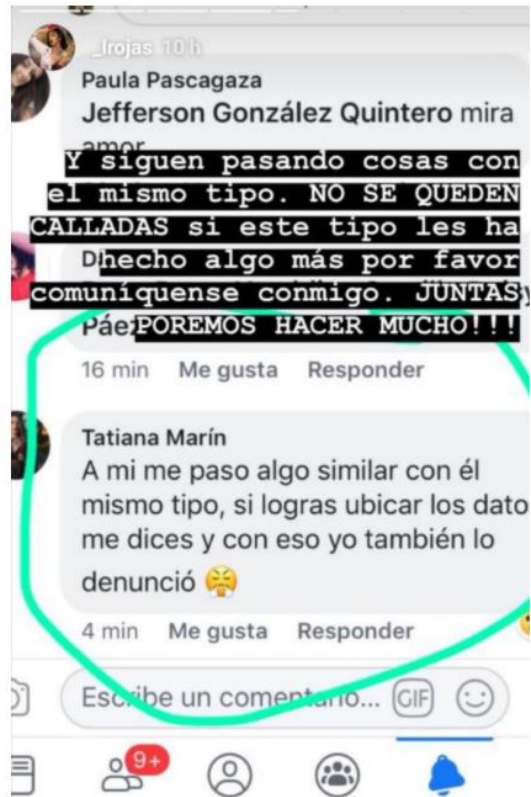 _lrojas 10 h
Paula Pascagaza
Jefferson González Quintero mira
amor
Y siguen pasando cosas con
el mismo tipo. NO SE QUEDEN
CALLADAS si este tipo les ha
hecho algo más por favor
comuníquense conmigo. JUNTAS
POREMOS HACER MUCHO!!!
16 min Me gusta Responder
Tatiana Marín
A mi me paso algo similar con él
mismo tipo, si logras ubicar los dato
me dices y con eso yo también lo
denunció
4 min Me gusta Responder
Escribe un comentario... GIF
9+